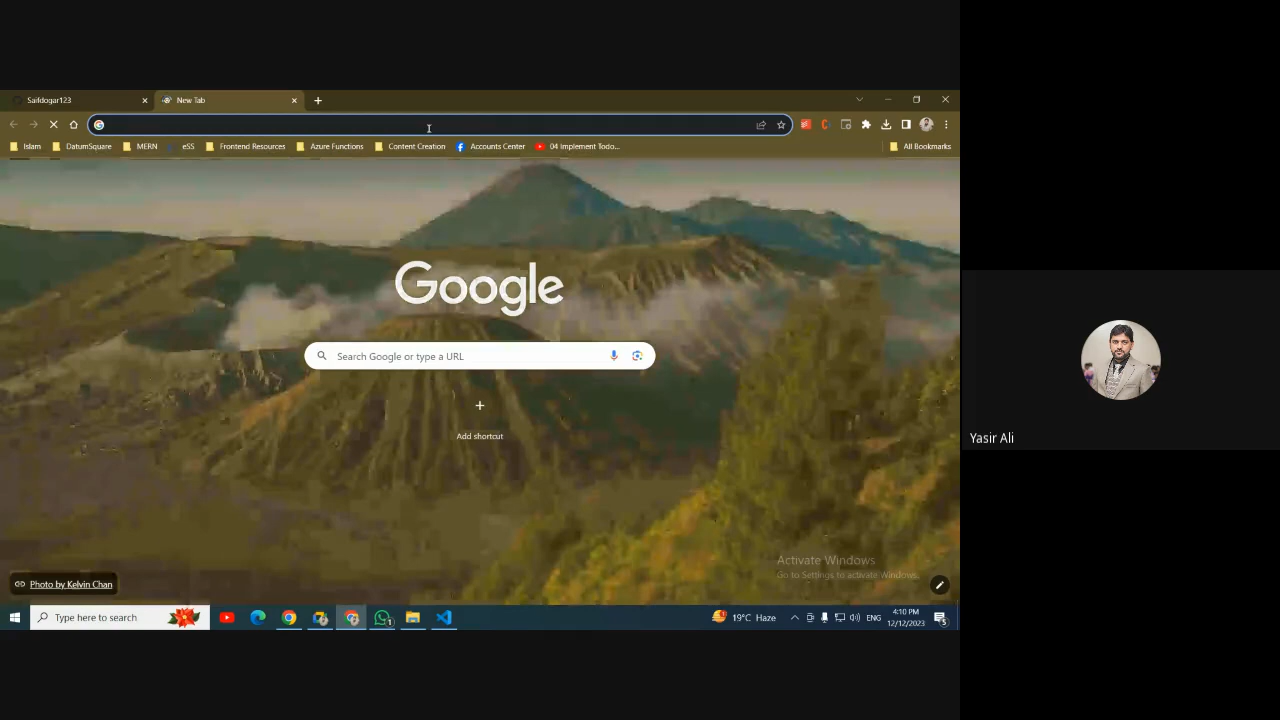 Saifdogar123
New Tab
Islam
DatumSquare
MERN
eSS
Frontend Resources
Azure Functions
Content Creation
Accounts Center
04 Implement Todo...
All Bookmarks
Google
Search Google or type a URL
Add shortcut
Yasir Ali
Activate Windows
Go to Settings to activate Windows.
Photo by Kelvin Chan
Type here to search
1
19°C Haze
ENG
4:10 PM
12/12/2023
5